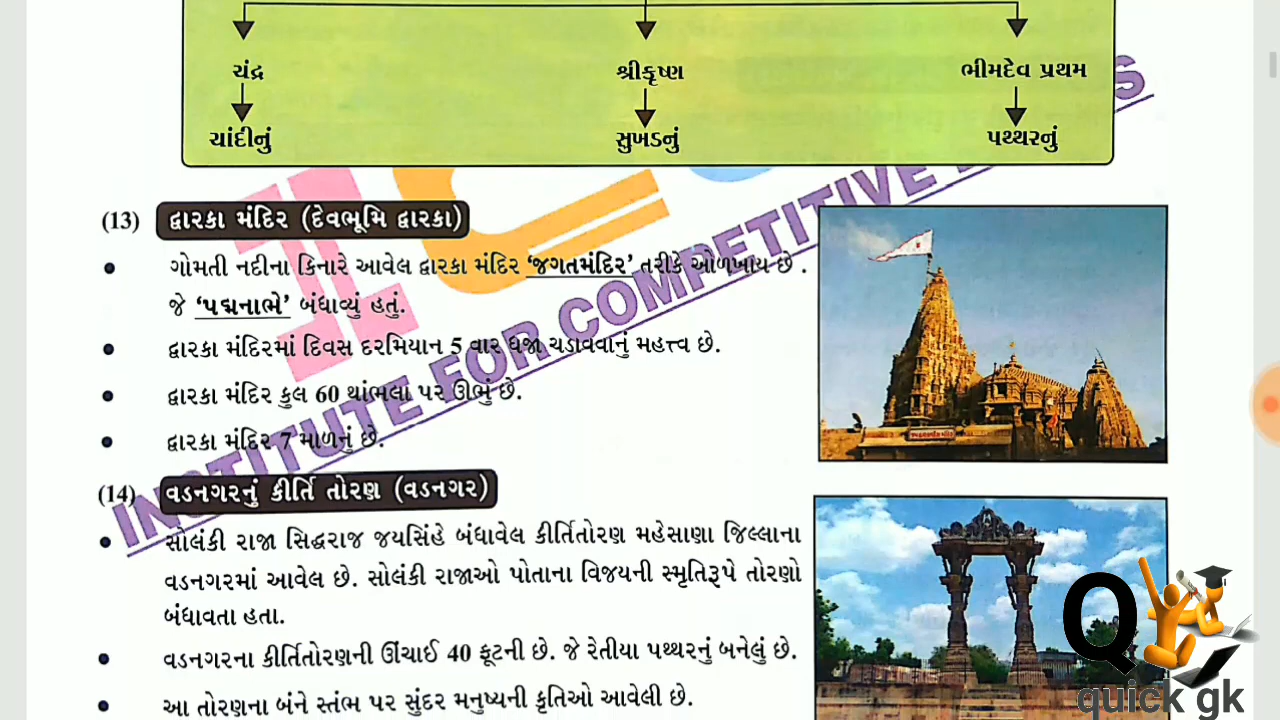 ચંદ્ર શ્રીકૃષ્ણ ભીમદેવ પ્રથમ
ચાંદીનું સુખડનું પથ્થરનું
(13) દ્વારકા મંદિર (દેવભૂમિ દ્વારકા)
• ગોમતી નદીના કિનારે આવેલ દ્વારકા મંદિર ‘જગતમંદિર’ તરીકે ઓળખાય છે .
જે ‘પદ્મનાભે’ બંધાવ્યું હતું.
• દ્વારકા મંદિરમાં દિવસ દરમિયાન 5 વાર ધજા ચડાવવાનું મહત્ત્વ છે.
• દ્વારકા મંદિર કુલ 60 થાંભલા પર ઊભું છે.
• દ્વારકા મંદિર 7 માળનું છે.
(14) વડનગરનું કીર્તિ તોરણ (વડનગર)
• સોલંકી રાજા સિદ્ધરાજ જયસિંહે બંધાવેલ કીર્તિતોરણ મહેસાણા જિલ્લાના
વડનગરમાં આવેલ છે. સોલંકી રાજાઓ પોતાના વિજયની સ્મૃતિરૂપે તોરણો
બંધાવતા હતા.
• વડનગરના કીર્તિતોરણની ઊંચાઈ 40 ફૂટની છે. જે રેતીયા પથ્થરનું બનેલું છે.
• આ તોરણના બંને સ્તંભ પર સુંદર મનુષ્યની કૃતિઓ આવેલી છે.
INSTITUTE FOR COMPETITIVE
Q
quick gk